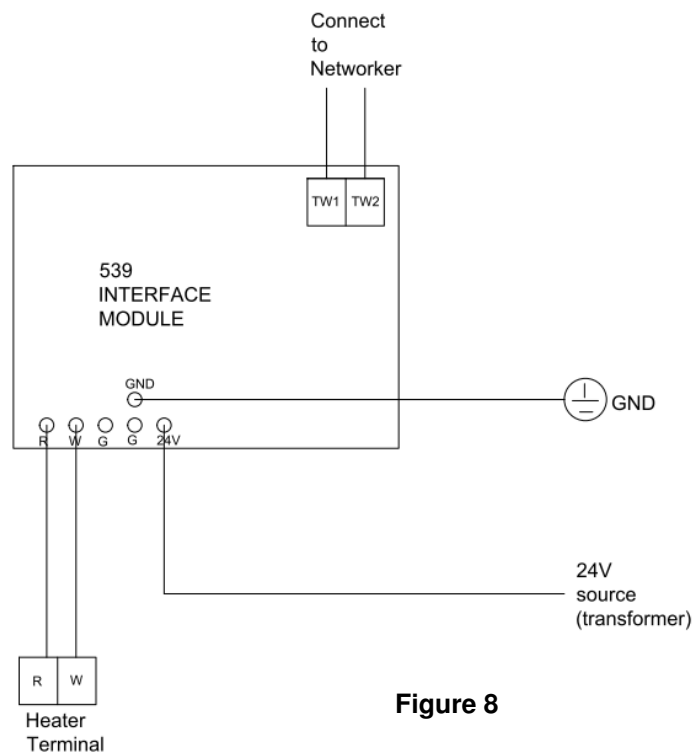 Connect
to
Networker
TW1 TW2
539
INTERFACE
MODULE
GND
GND
R W G G 24V
24V
source
(transformer)
R W
Heater
Terminal
Figure 8